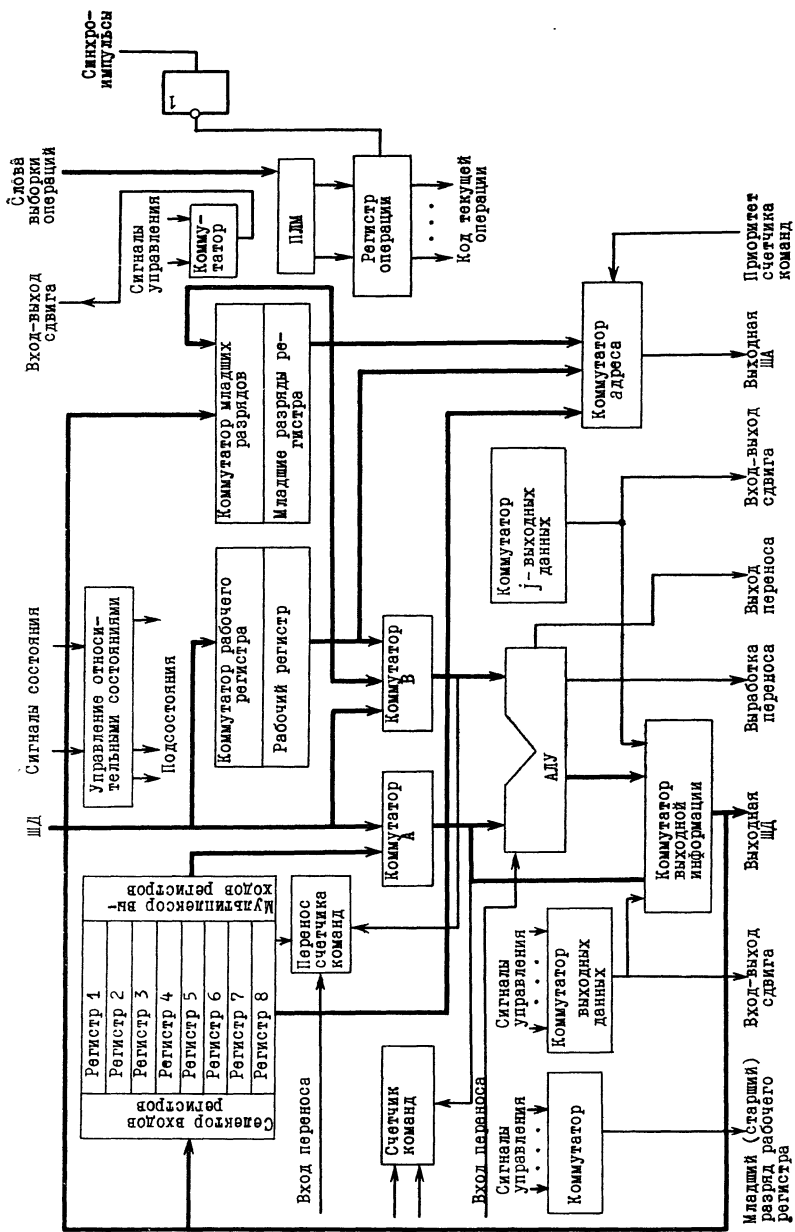 Синхро-
импульсы
1
Слова
выборки
операций
Сигналы
управления
Комму-
татор
Вход-выход
сдвига
ПЛМ
Регистр
операции
Код текущей
операции
Коммутатор младших
разрядов
Младшие разряды ре-
гистра
Коммутатор
адреса
Приоритет
счетчика
команд
Выходная
ША
Сигналы состояния
Управление относи-
тельными состояниями
Подсостояния
Коммутатор рабочего
регистра
Рабочий регистр
Коммутатор
j-выходных
данных
Вход-выход
сдвига
ШД
Коммутатор
А
Коммутатор
В
АЛУ
Выход
переноса
Выработка
переноса
Селектор входов
регистров
Регистр 1
Регистр 2
Регистр 3
Регистр 4
Регистр 5
Регистр 6
Регистр 7
Регистр 8
Мультиплексор вы-
ходов регистров
Перенос
счетчика
команд
Вход переноса
Коммутатор
выходной
информации
Выходная
ШД
Счетчик
команд
Вход переноса
Сигналы
управления
Коммутатор
выходных
данных
Вход-выход
сдвига
Сигналы
управления
Коммутатор
Младший (старший)
разряд рабочего
регистра